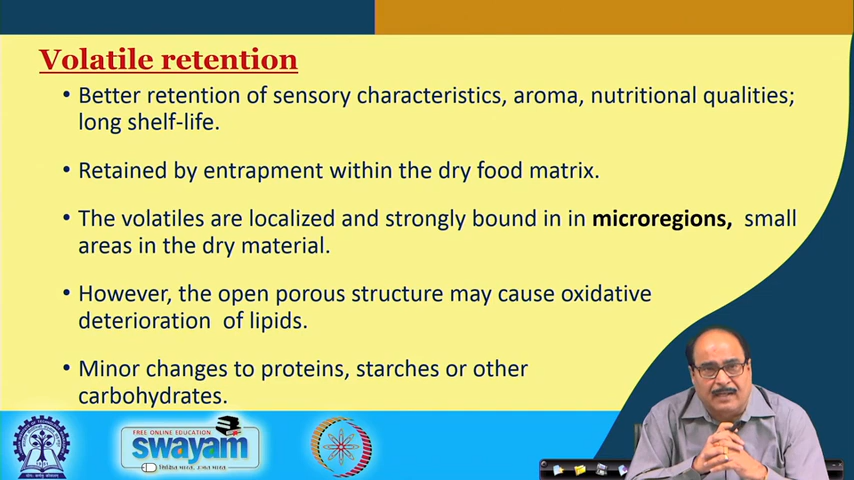 Volatile retention
• Better retention of sensory characteristics, aroma, nutritional qualities;
long shelf-life.
• Retained by entrapment within the dry food matrix.
• The volatiles are localized and strongly bound in in microregions, small
areas in the dry material.
• However, the open porous structure may cause oxidative
deterioration of lipids.
• Minor changes to proteins, starches or other
carbohydrates.
FREE ONLINE EDUCATION
swayam